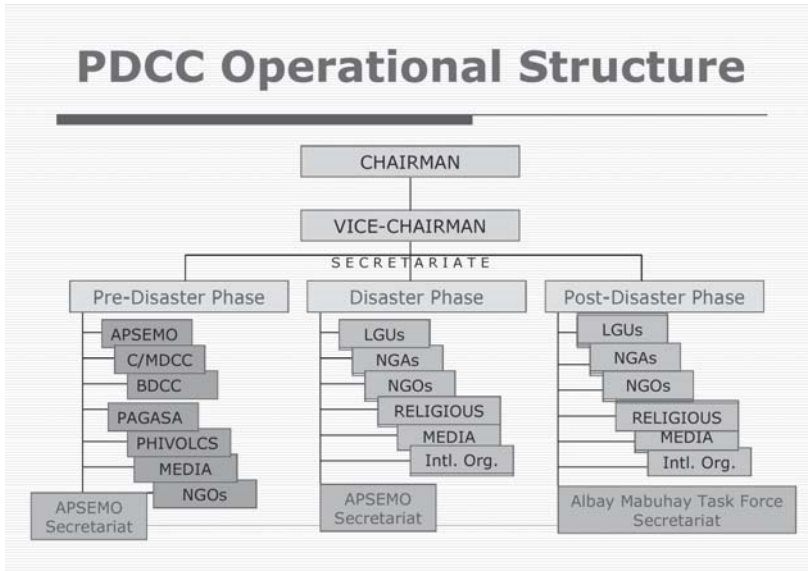 PDCC Operational Structure
CHAIRMAN
VICE-CHAIRMAN
SECRETARIATE
Pre-Disaster Phase
APSEMO
C/MDCC
BDCC
PAGASA
PHIVOLCS
MEDIA
NGOs
APSEMO
Secretariat
Disaster Phase
LGUs
NGAs
NGOs
RELIGIOUS
MEDIA
Intl. Org.
APSEMO
Secretariat
Post-Disaster Phase
LGUs
NGAs
NGOs
RELIGIOUS
MEDIA
Intl. Org.
Albay Mabuhay Task Force
Secretariat